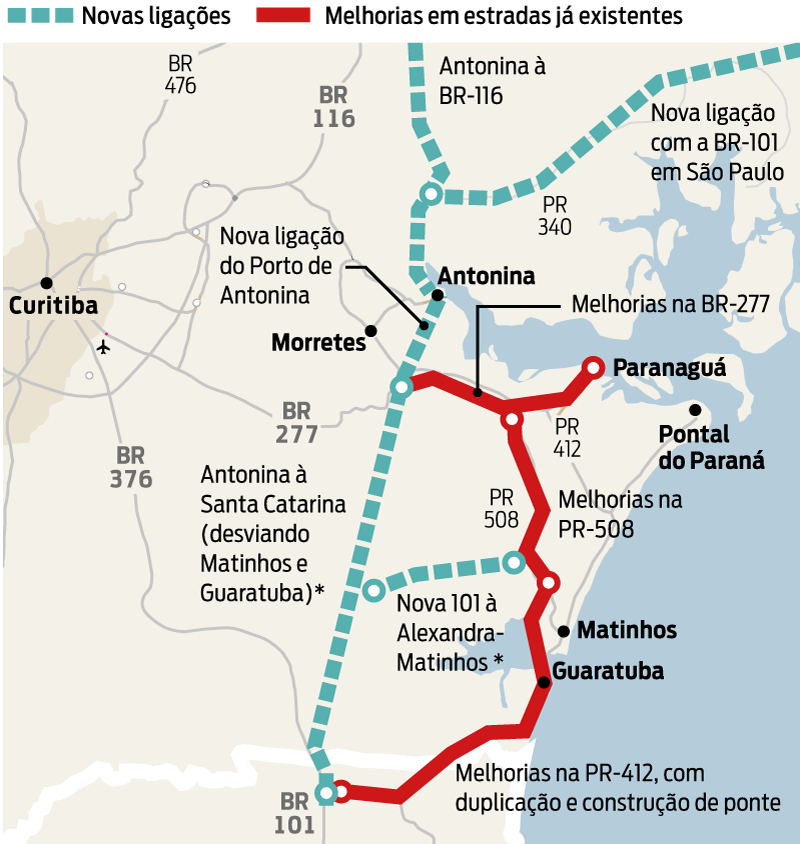 Novas ligações
Melhorias em estradas já existentes
BR
476
BR
116
Antonina à
BR-116
Nova ligação
com a BR-101
em São Paulo
PR
340
Nova ligação
do Porto de
Antonina
Antonina
Curitiba
Morretes
Melhorias na BR-277
Paranaguá
BR
277
PR
412
Pontal
do Paraná
BR
376
Antonina à
Santa Catarina
(desviando
Matinhos e
Guaratuba)*
PR
508
Melhorias na
PR-508
Nova 101 à
Alexandra-
Matinhos *
Matinhos
Guaratuba
Melhorias na PR-412, com
duplicação e construção de ponte
BR
101